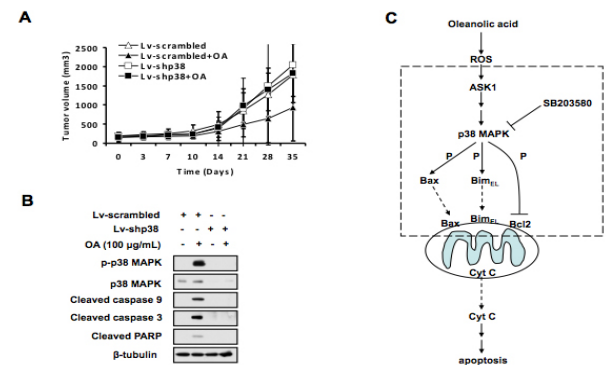 A
Lv-scrambled
Lv-scrambled+OA
Lv-shp38
Lv-shp38+OA
Tumor volume (mm3)
2500
2000
1500
1000
500
0
0 3 7 10 14 21 28 35
Time (Days)
B
Lv-scrambled + + - -
Lv-shp38 - - + +
OA (100 µg/mL) - + - +
p-p38 MAPK
p38 MAPK
Cleaved caspase 9
Cleaved caspase 3
Cleaved PARP
β-tubulin
C
Oleanolic acid
ROS
ASK1
SB203580
p38 MAPK
P P P
Bax BimEL
Bax BimEL Bcl2
Cyt C
Cyt C
apoptosis